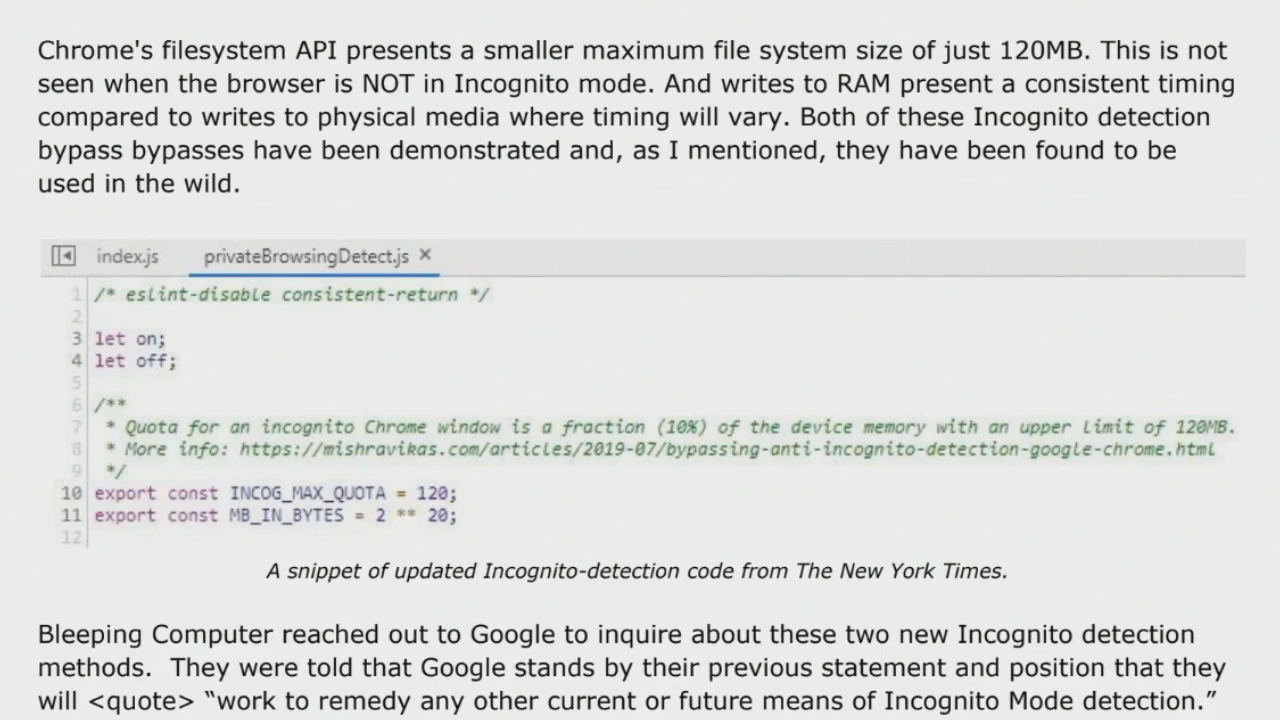 Chrome's filesystem API presents a smaller maximum file system size of just 120MB. This is not
seen when the browser is NOT in Incognito mode. And writes to RAM present a consistent timing
compared to writes to physical media where timing will vary. Both of these Incognito detection
bypass bypasses have been demonstrated and, as I mentioned, they have been found to be
used in the wild.
index.js privateBrowsingDetect.js ×
1 /* eslint-disable consistent-return */
2
3 let on;
4 let off;
5
6 /**
7 * Quota for an incognito Chrome window is a fraction (10%) of the device memory with an upper limit of 120MB.
8 * More info: https://mishravikas.com/articles/2019-07/bypassing-anti-incognito-detection-google-chrome.html
9 */
10 export const INCOG_MAX_QUOTA = 120;
11 export const MB_IN_BYTES = 2 ** 20;
12
A snippet of updated Incognito-detection code from The New York Times.
Bleeping Computer reached out to Google to inquire about these two new Incognito detection
methods.  They were told that Google stands by their previous statement and position that they
will <quote> “work to remedy any other current or future means of Incognito Mode detection.”